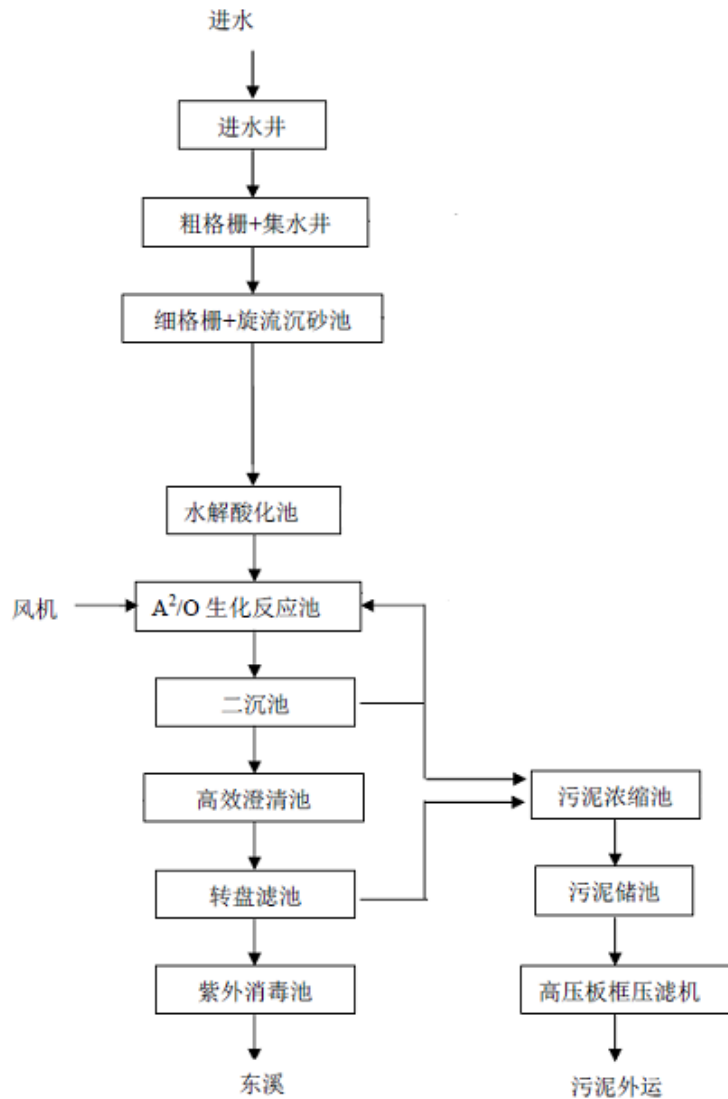 进水
进水井
粗格栅+集水井
细格栅+旋流沉砂池
水解酸化池
风机
A²/O 生化反应池
二沉池
高效澄清池
污泥浓缩池
转盘滤池
污泥储池
紫外消毒池
高压板框压滤机
东溪
污泥外运